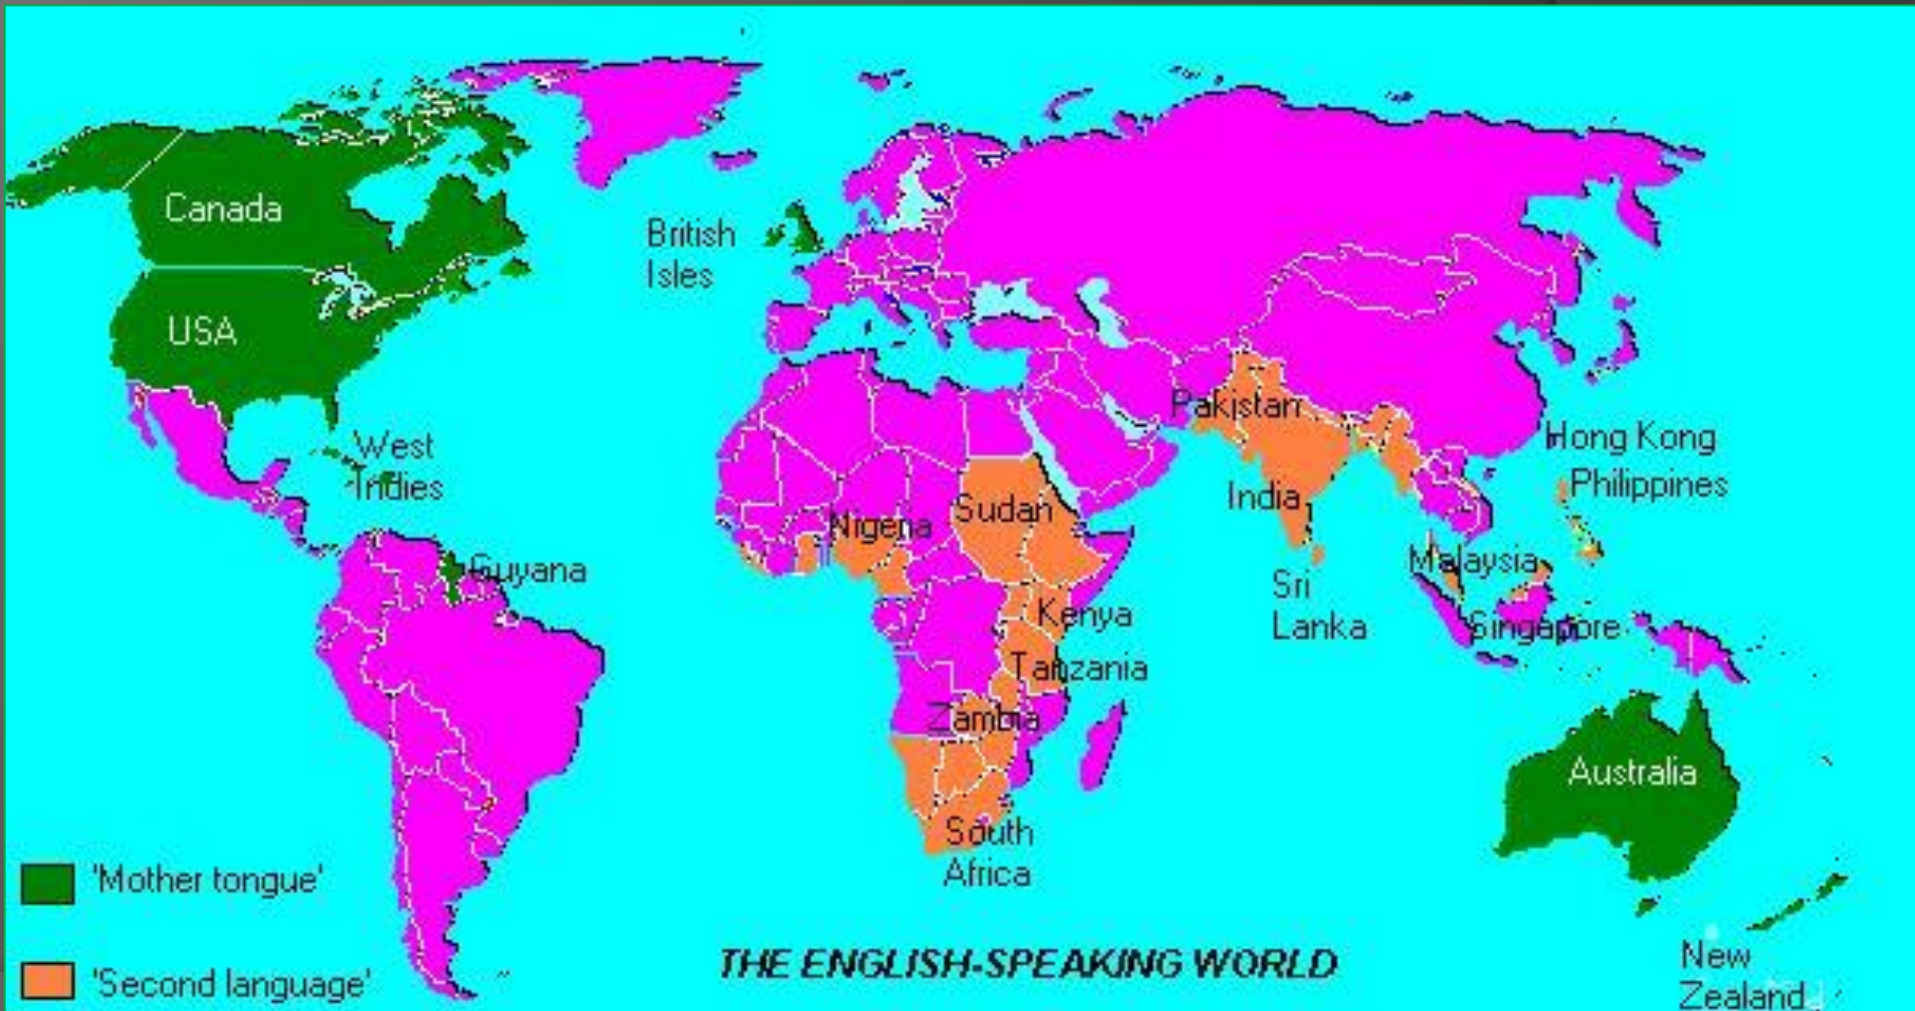 Canada
USA
British
Isles
West
Indies
Guyana
Nigeria
Sudan
Kenya
Tanzania
Zambia
South
Africa
Pakistan
India
Sri
Lanka
Hong Kong
Philippines
Malaysia
Singapore
Australia
New
Zealand
'Mother tongue'
'Second language'
THE ENGLISH-SPEAKING WORLD